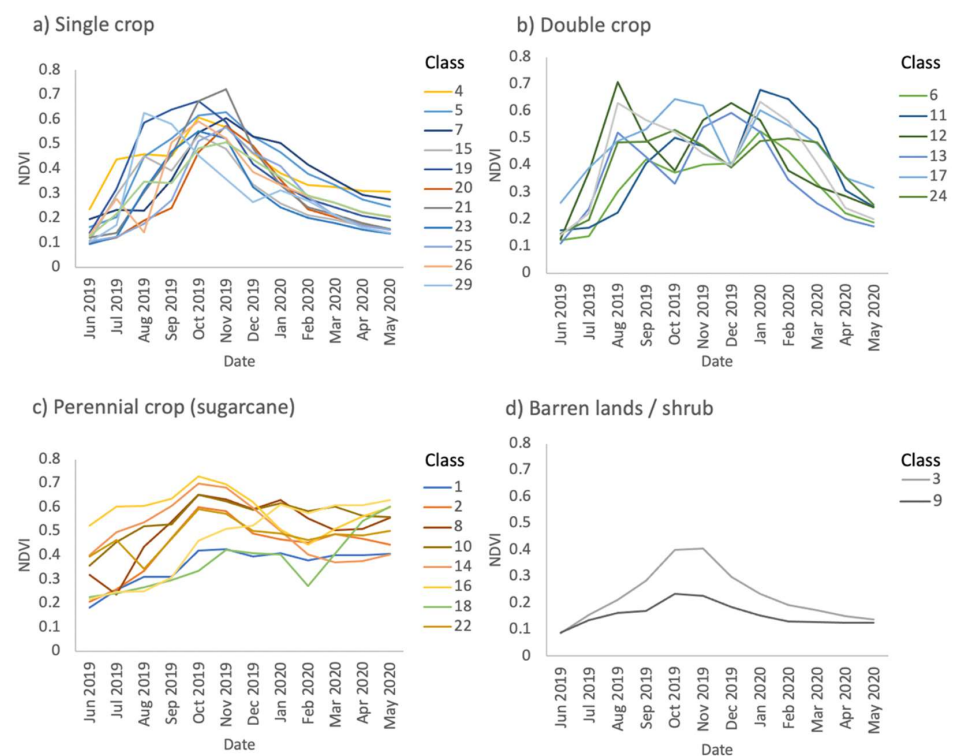 a) Single crop
NDVI
0.8
0.7
0.6
0.5
0.4
0.3
0.2
0.1
0
Jun 2019
Jul 2019
Aug 2019
Sep 2019
Oct 2019
Nov 2019
Dec 2019
Jan 2020
Feb 2020
Mar 2020
Apr 2020
May 2020
Date
Class
4
5
7
15
19
20
21
23
25
26
29
b) Double crop
NDVI
0.8
0.7
0.6
0.5
0.4
0.3
0.2
0.1
0
Jun 2019
Jul 2019
Aug 2019
Sep 2019
Oct 2019
Nov 2019
Dec 2019
Jan 2020
Feb 2020
Mar 2020
Apr 2020
May 2020
Date
Class
6
11
12
13
17
24
c) Perennial crop (sugarcane)
NDVI
0.8
0.7
0.6
0.5
0.4
0.3
0.2
0.1
0
Jun 2019
Jul 2019
Aug 2019
Sep 2019
Oct 2019
Nov 2019
Dec 2019
Jan 2020
Feb 2020
Mar 2020
Apr 2020
May 2020
Date
Class
1
2
8
10
14
16
18
22
d) Barren lands / shrub
NDVI
0.8
0.7
0.6
0.5
0.4
0.3
0.2
0.1
0
Jun 2019
Jul 2019
Aug 2019
Sep 2019
Oct 2019
Nov 2019
Dec 2019
Jan 2020
Feb 2020
Mar 2020
Apr 2020
May 2020
Date
Class
3
9